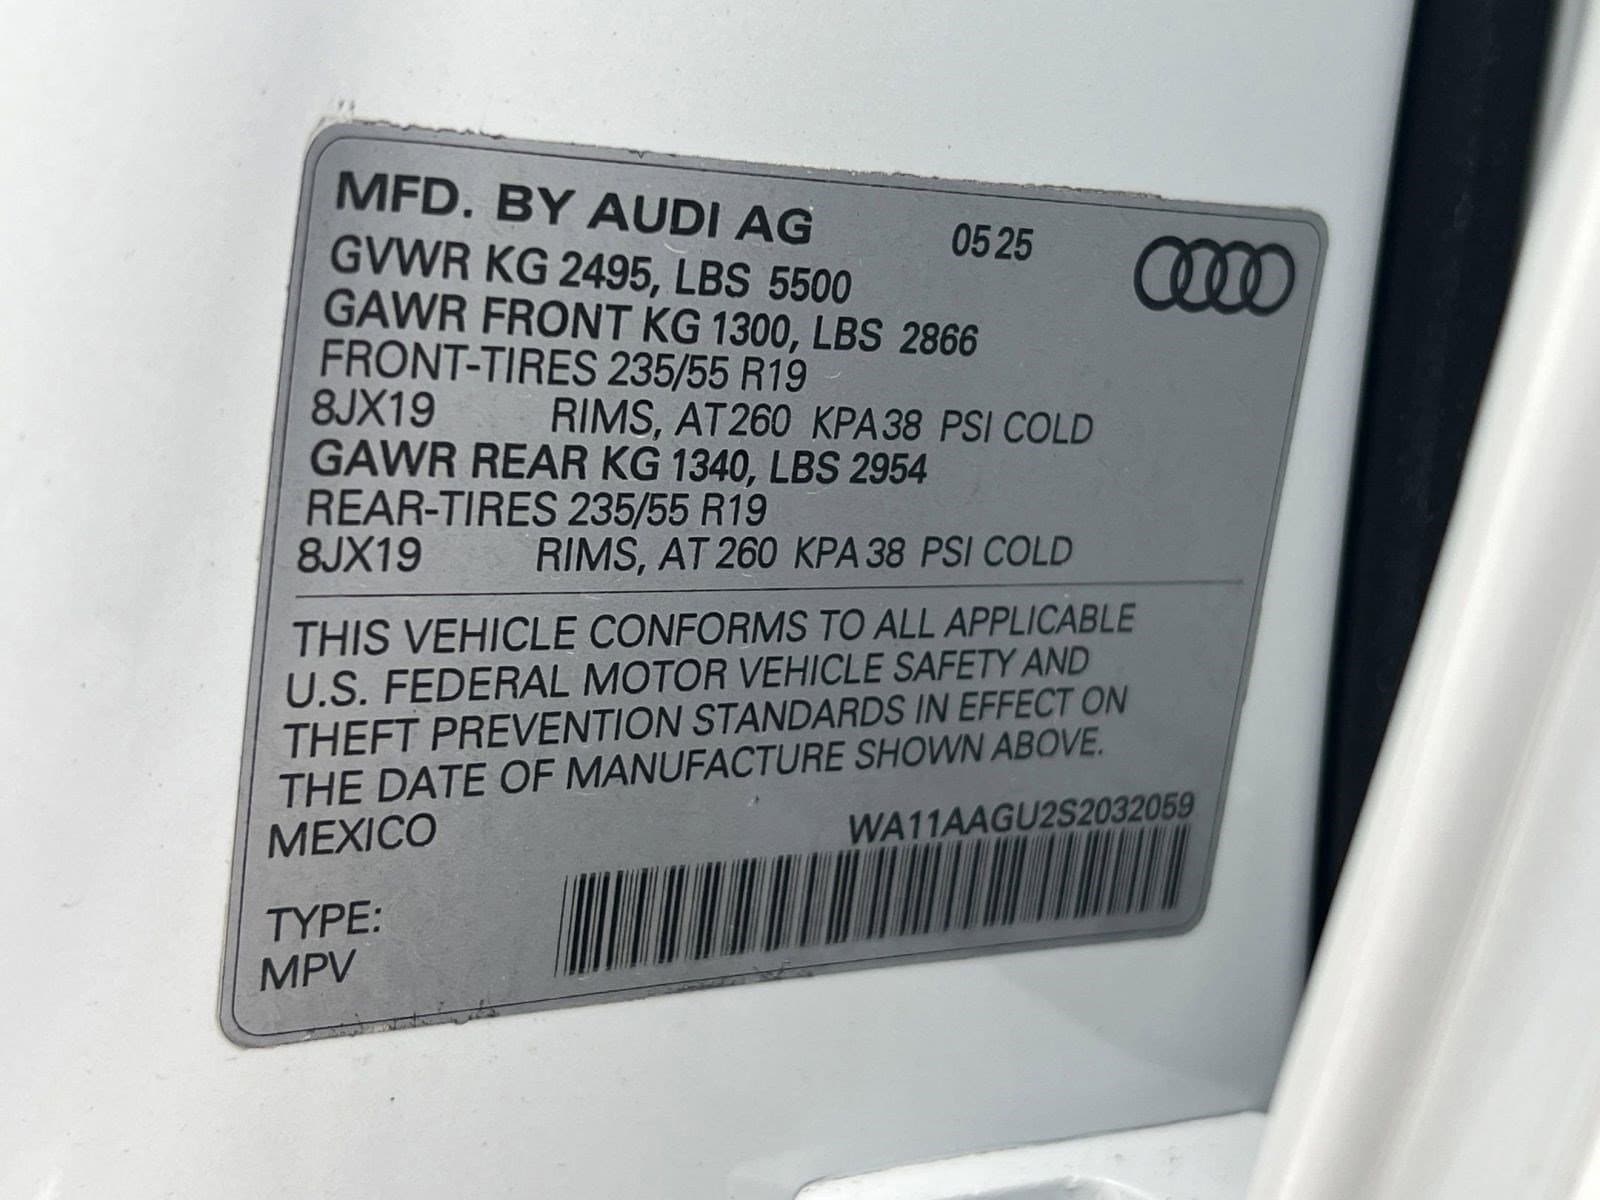 MFD. BY AUDI AG 05 25
GVWR KG 2495, LBS 5500
GAWR FRONT KG 1300, LBS 2866
FRONT-TIRES 235/55 R19
8JX19 RIMS, AT 260 KPA 38 PSI COLD
GAWR REAR KG 1340, LBS 2954
REAR-TIRES 235/55 R19
8JX19 RIMS, AT 260 KPA 38 PSI COLD
THIS VEHICLE CONFORMS TO ALL APPLICABLE
U.S. FEDERAL MOTOR VEHICLE SAFETY AND
THEFT PREVENTION STANDARDS IN EFFECT ON
THE DATE OF MANUFACTURE SHOWN ABOVE.
MEXICO WA11AAGU2S2032059
TYPE:
MPV